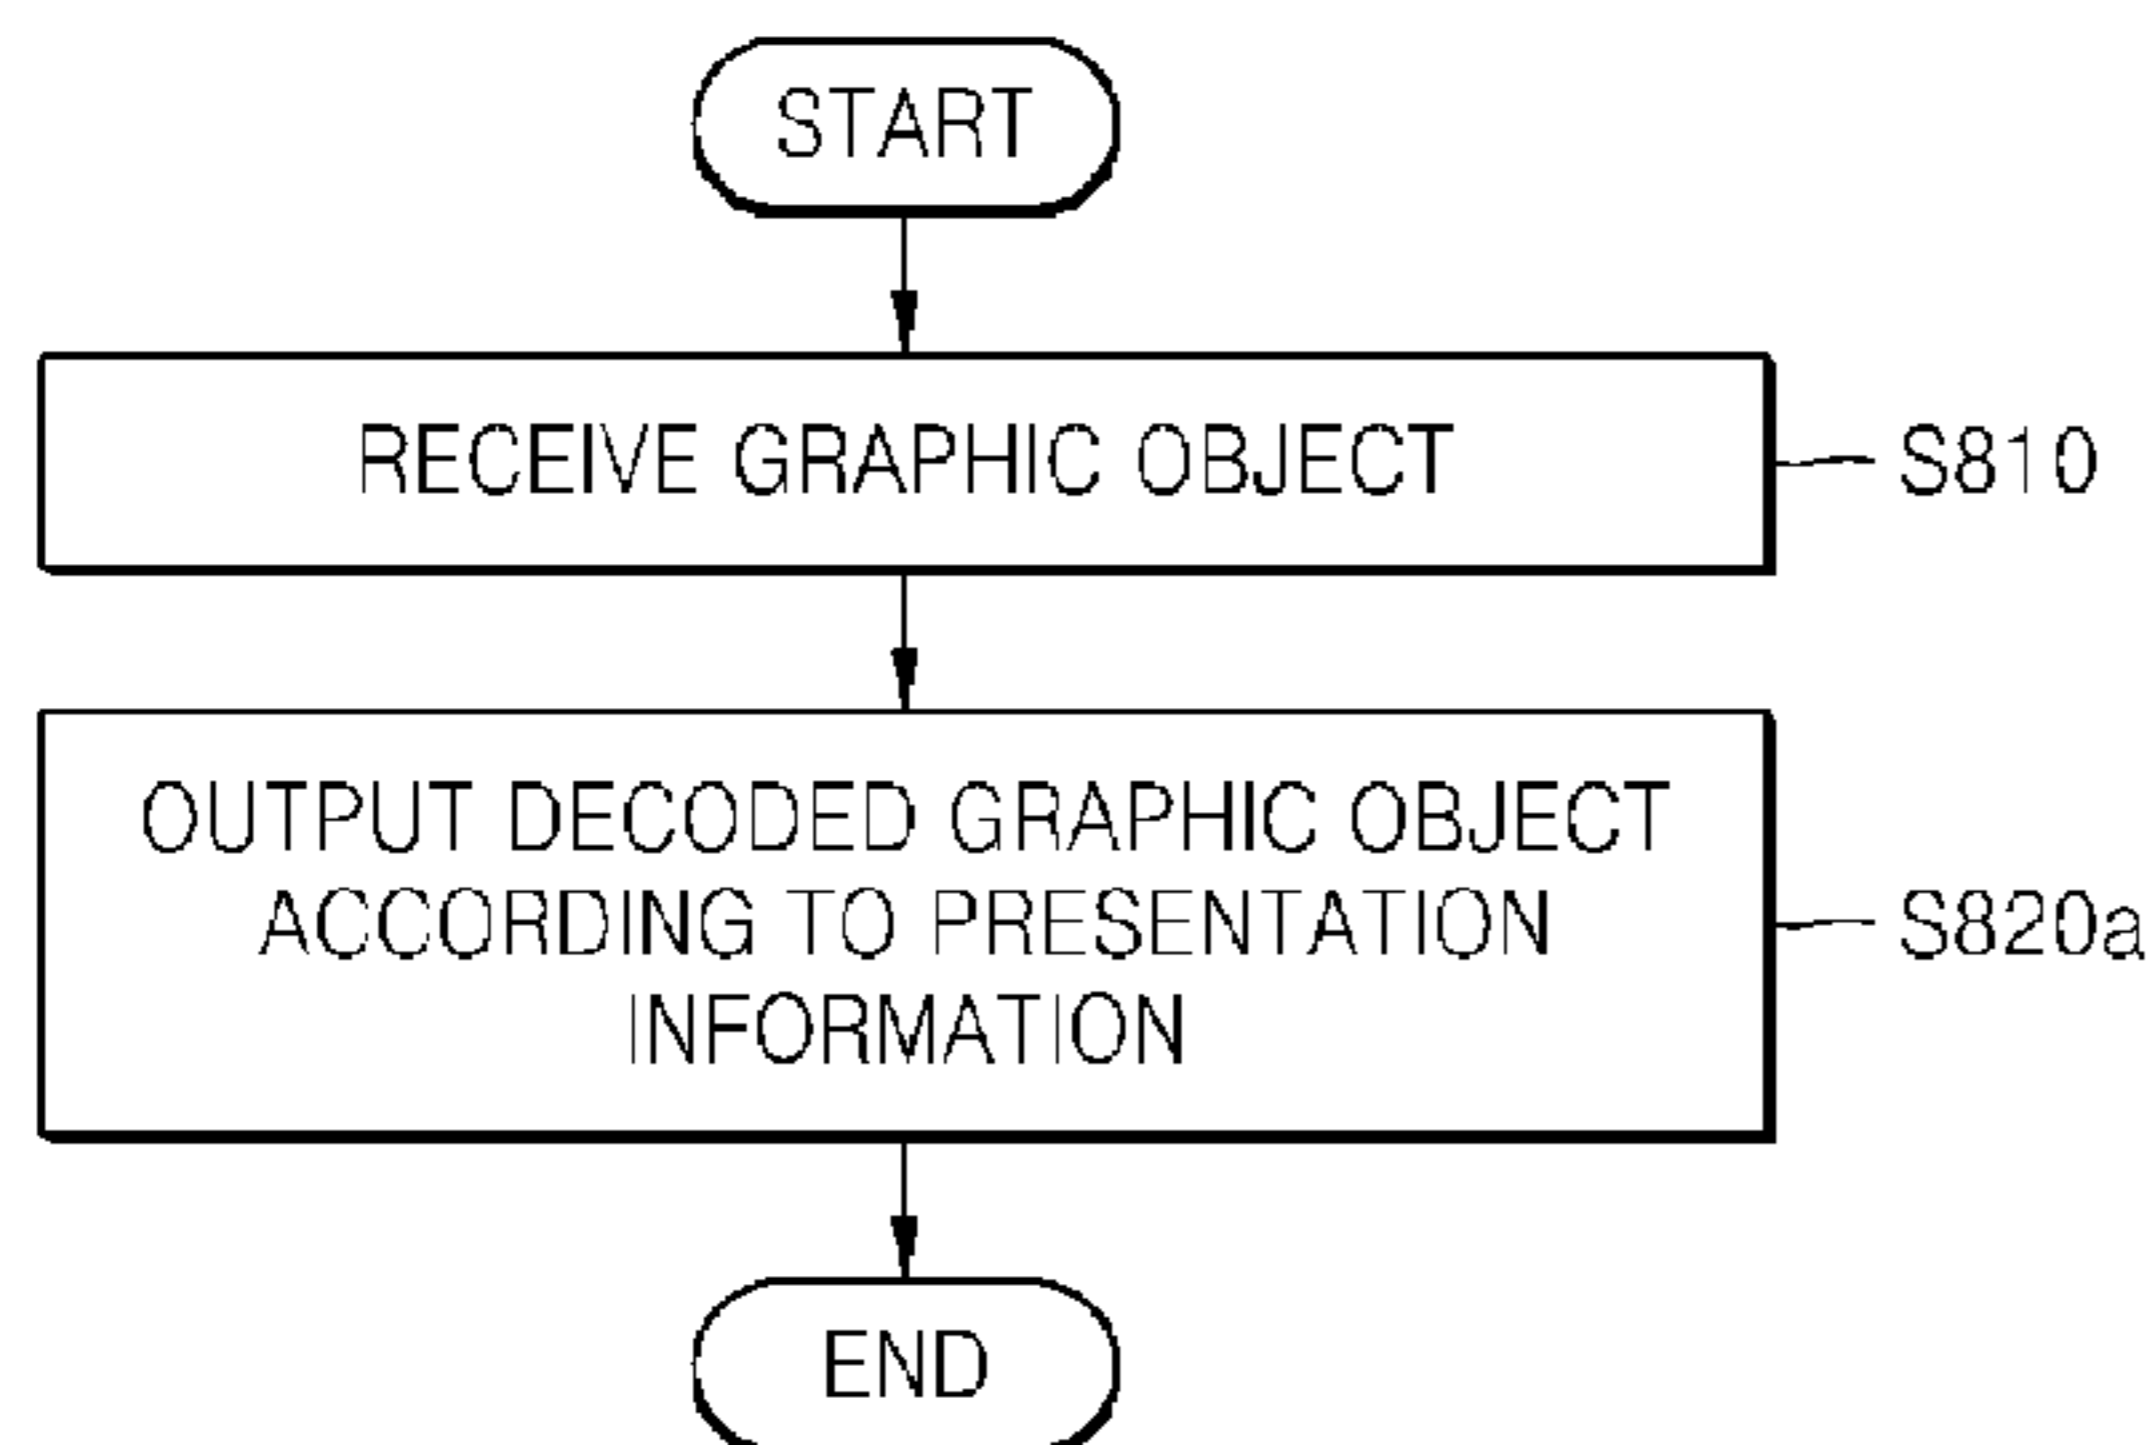 START
RECEIVE GRAPHIC OBJECT
S810
OUTPUT DECODED GRAPHIC OBJECT
ACCORDING TO PRESENTATION
INFORMATION
S820a
END